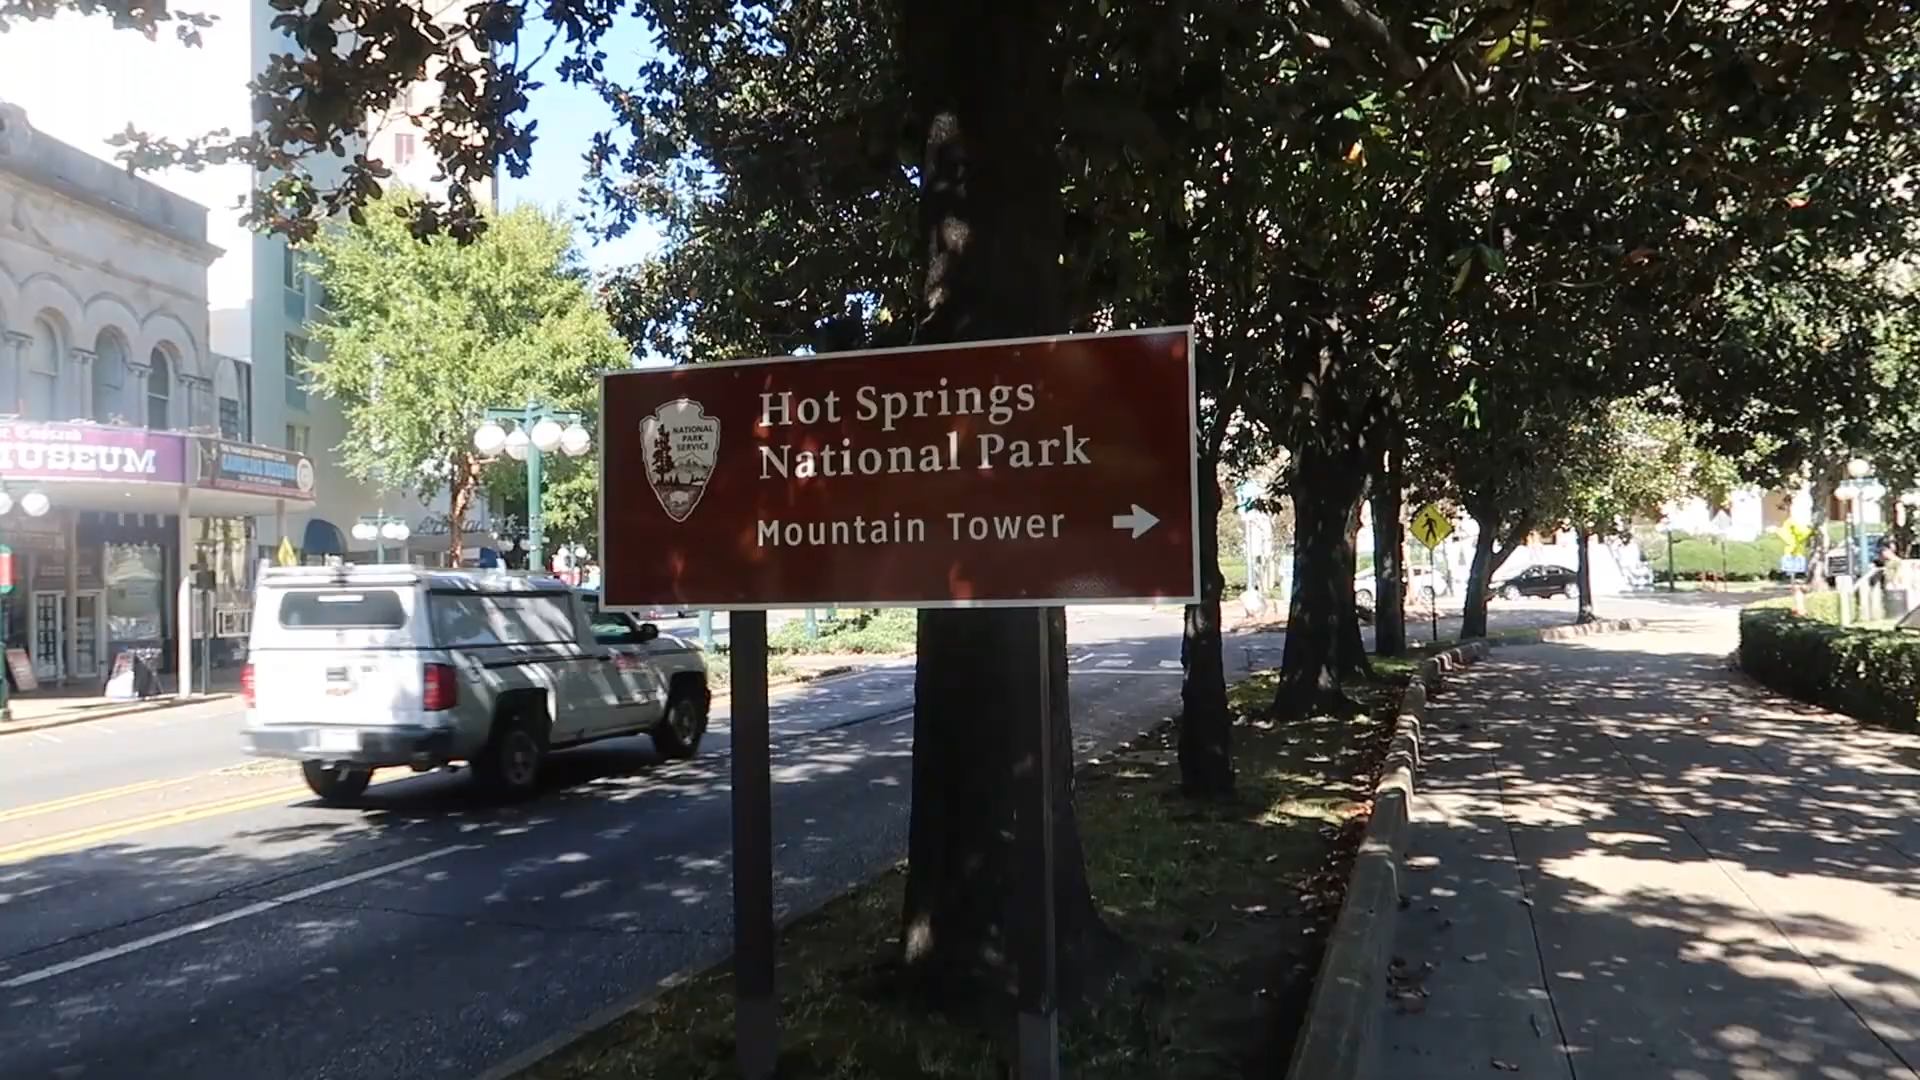 Hot Springs
National Park
Mountain Tower
NATIONAL
PARK
SERVICE
MUSEUM